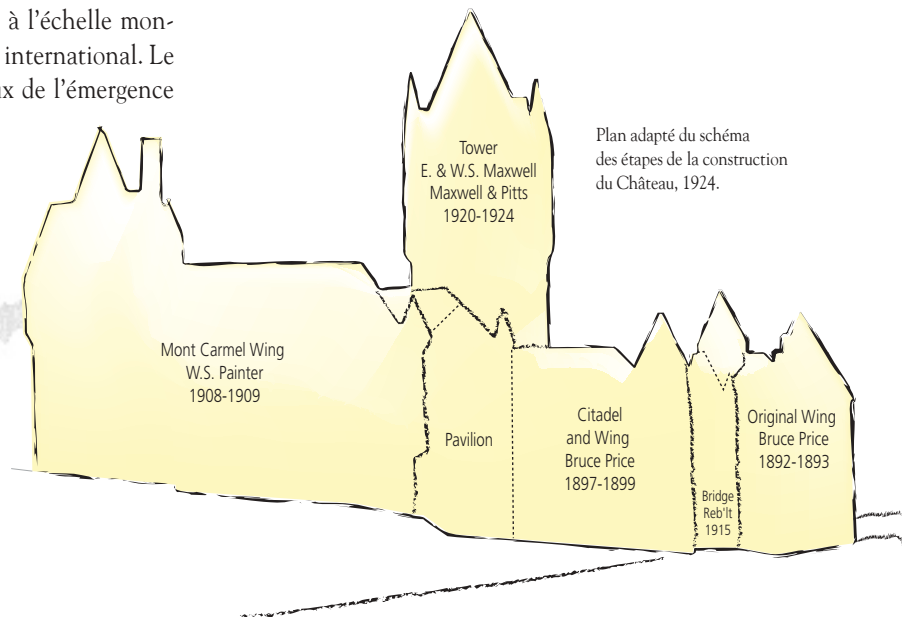 à l’échelle mon-
international. Le
ux de l’émergence
Plan adapté du schéma
des étapes de la construction
du Château, 1924.
Tower
E. & W.S. Maxwell
Maxwell & Pitts
1920-1924
Mont Carmel Wing
W.S. Painter
1908-1909
Pavilion
Citadel
and Wing
Bruce Price
1897-1899
Bridge
Reb'lt
1915
Original Wing
Bruce Price
1892-1893